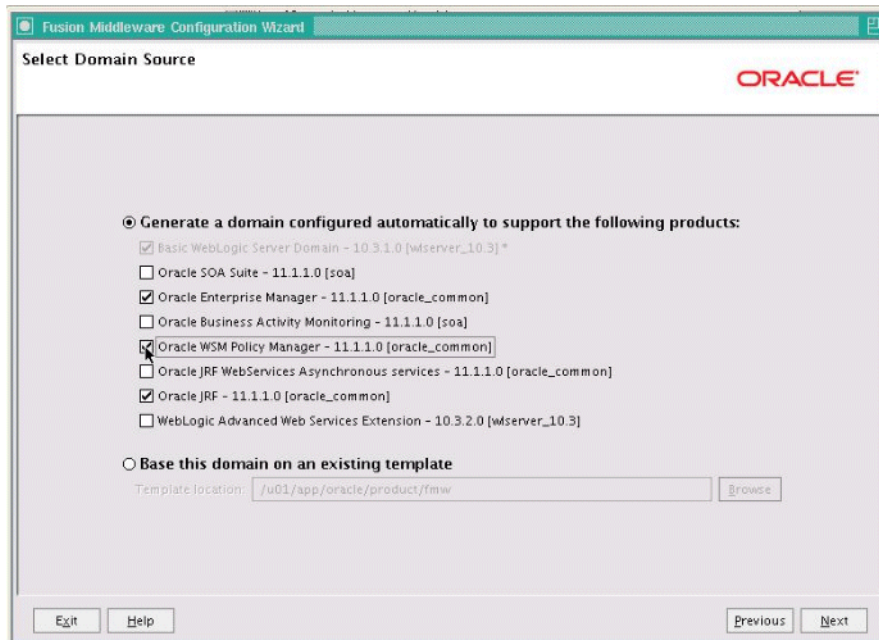 Fusion Middleware Configuration Wizard
Select Domain Source
ORACLE
Generate a domain configured automatically to support the following products:
Basic WebLogic Server Domain - 10.3.1.0 [wlserver_10.3] *
Oracle SOA Suite - 11.1.1.0 [soa]
Oracle Enterprise Manager - 11.1.1.0 [oracle_common]
Oracle Business Activity Monitoring - 11.1.1.0 [soa]
Oracle WSM Policy Manager - 11.1.1.0 [oracle_common]
Oracle JRF WebServices Asynchronous services - 11.1.1.0 [oracle_common]
Oracle JRF - 11.1.1.0 [oracle_common]
WebLogic Advanced Web Services Extension - 10.3.2.0 [wlserver_10.3]
Base this domain on an existing template
Template location: /u01/app/oracle/product/fmw Browse
Exit Help Previous Next